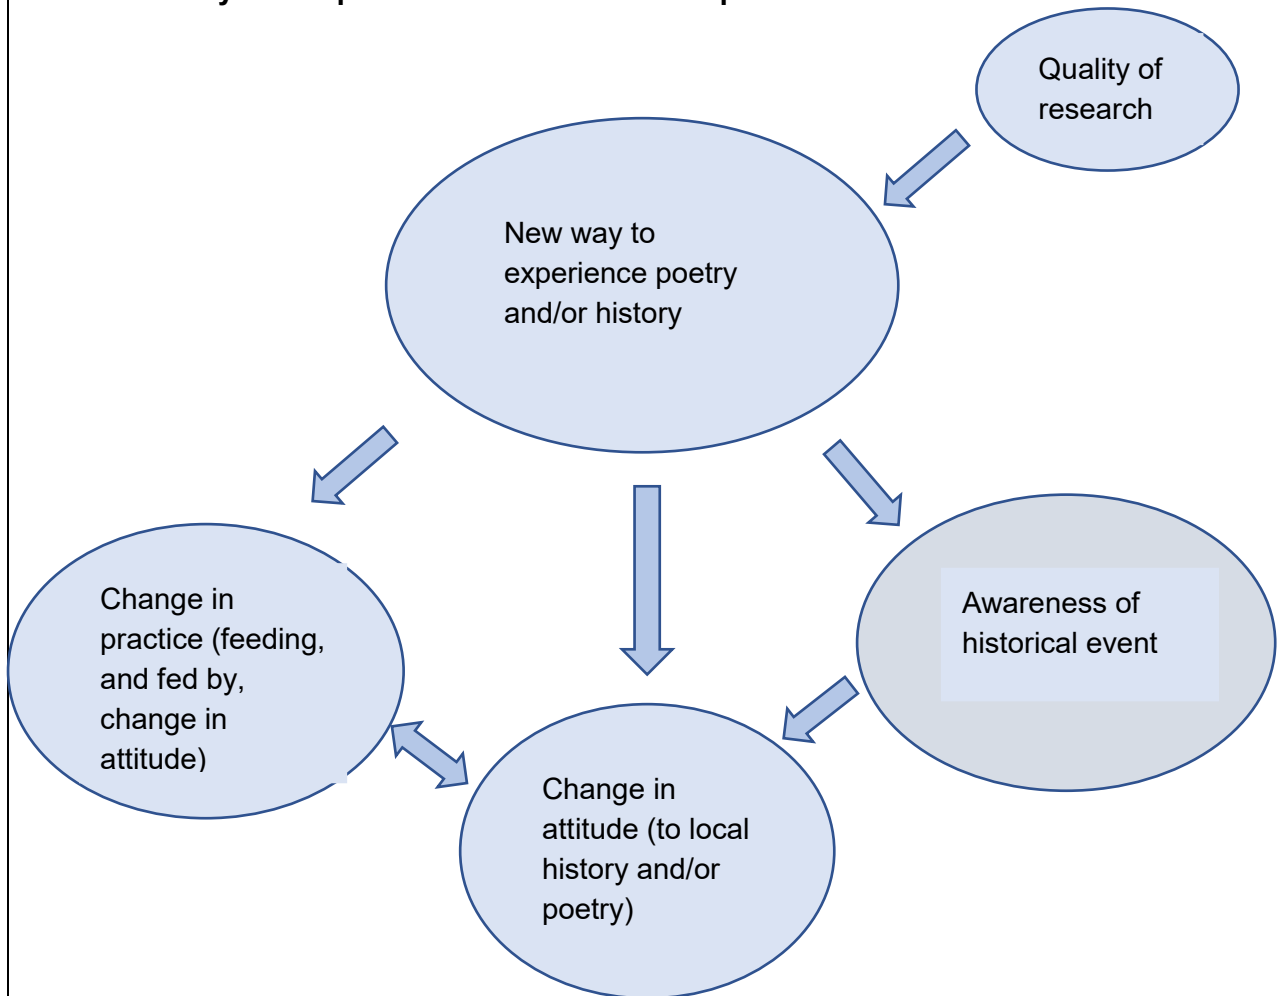 Quality of
research
New way to
experience poetry
and/or history
Change in
practice (feeding,
and fed by,
change in
attitude)
Awareness of
historical event
Change in
attitude (to local
history and/or
poetry)